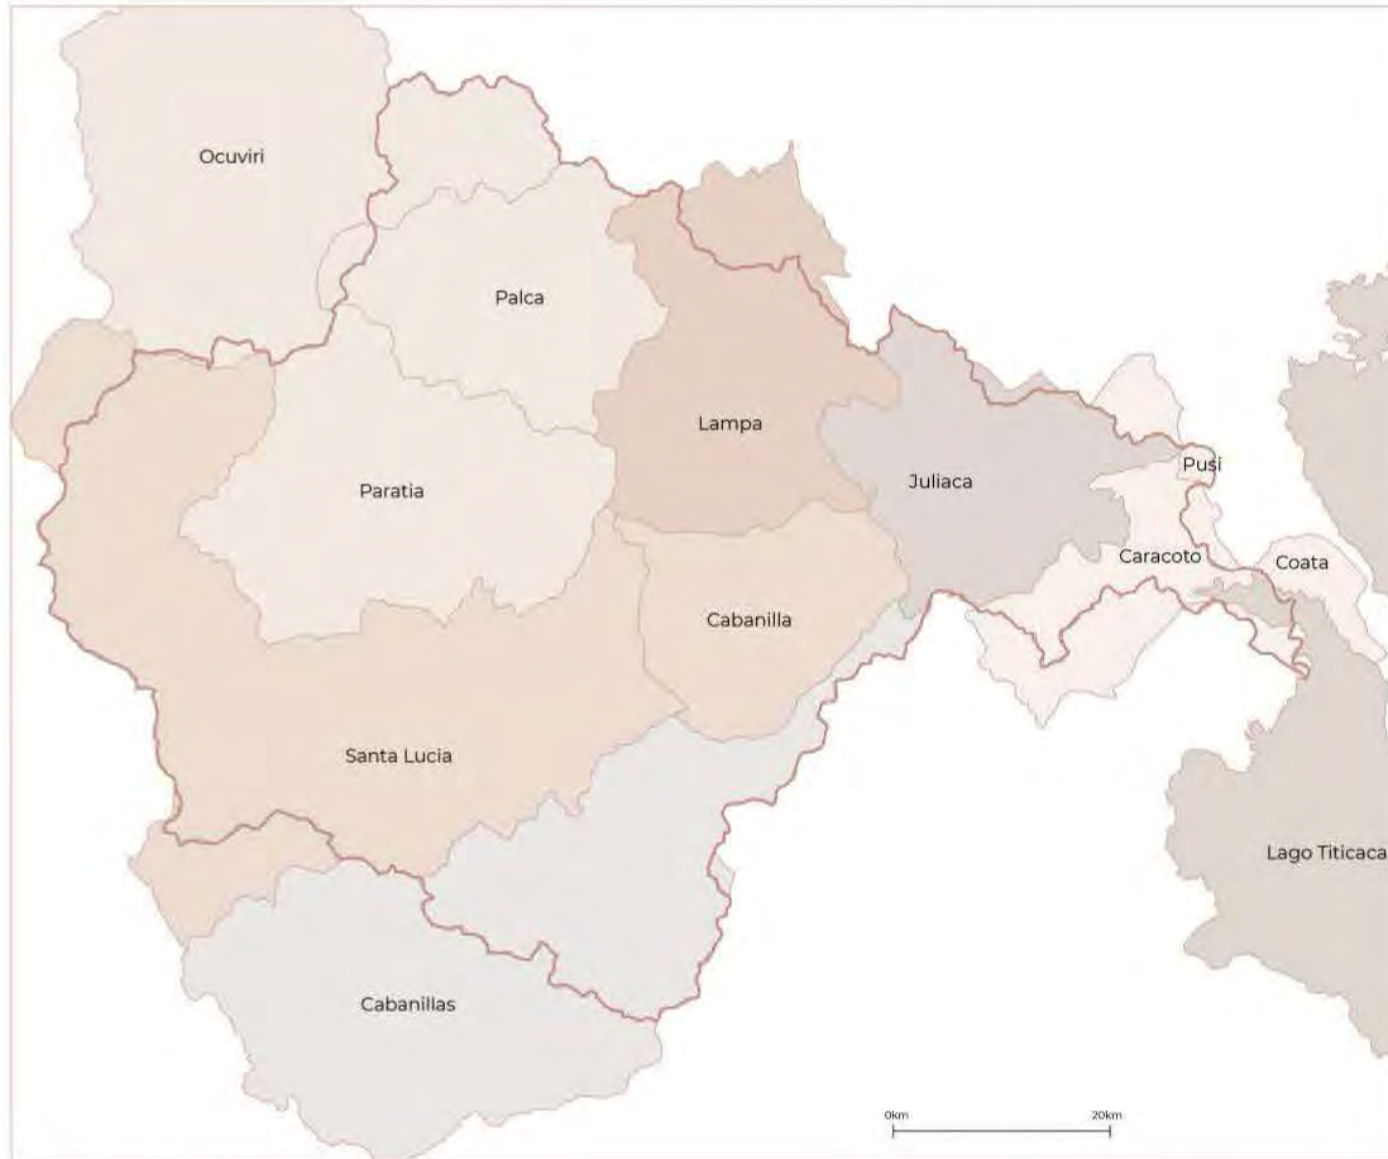 Ocuviri
Palca
Lampa
Paratia
Juliaca
Pusi
Caracoto
Coata
Cabanilla
Santa Lucia
Lago Titicaca
Cabanillas
0km 20km